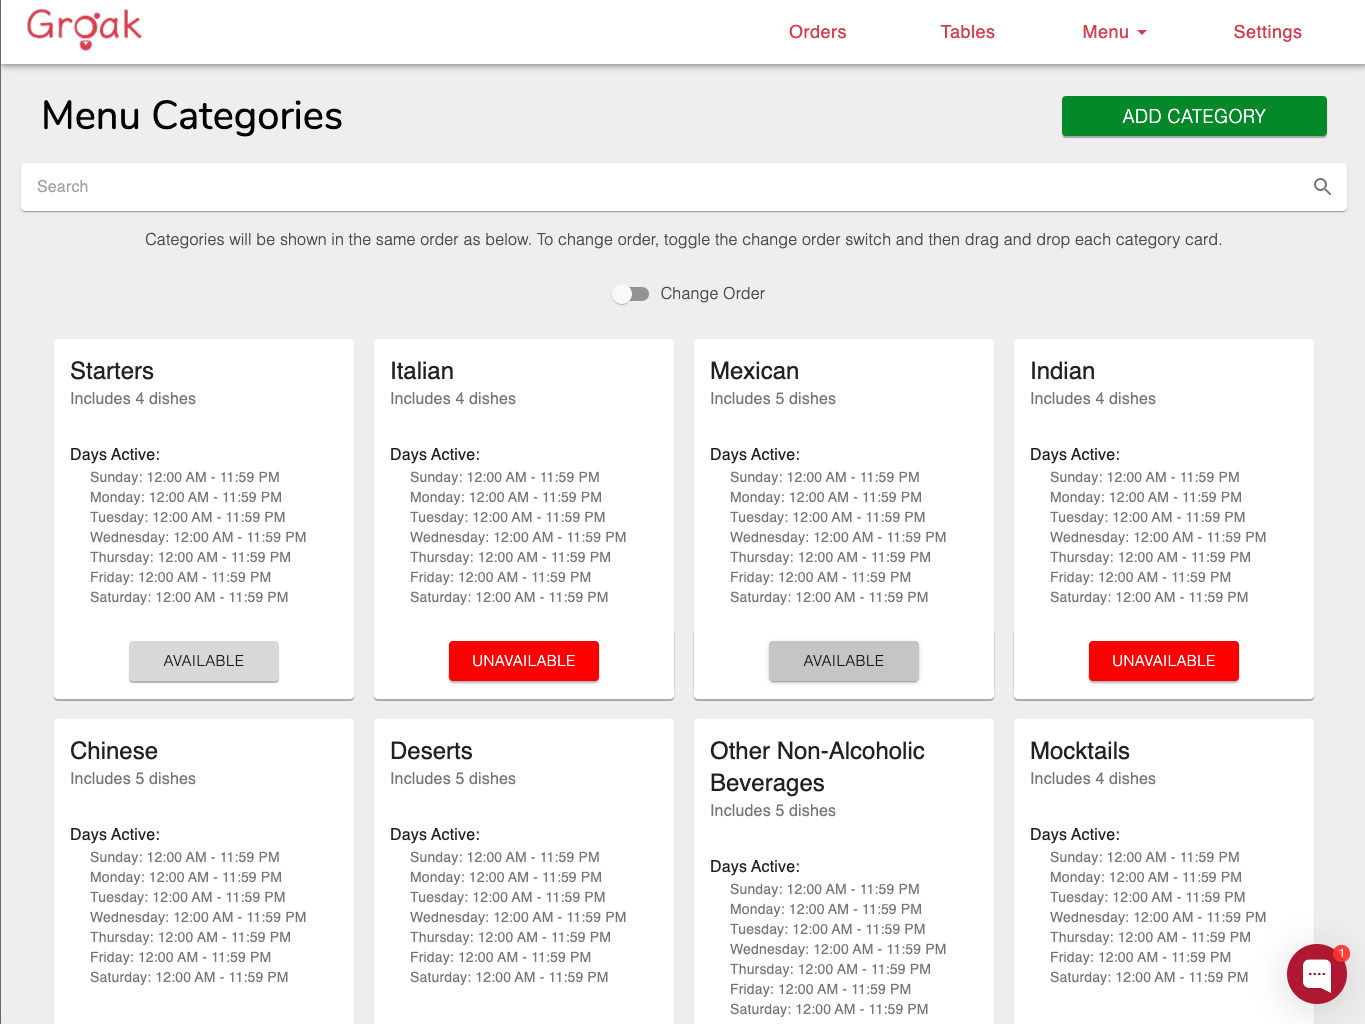 Groak
Orders
Tables
Menu
Settings
Menu Categories
ADD CATEGORY
Search
Categories will be shown in the same order as below. To change order, toggle the change order switch and then drag and drop each category card.
Change Order
Starters
Includes 4 dishes
Days Active:
Sunday: 12:00 AM - 11:59 PM
Monday: 12:00 AM - 11:59 PM
Tuesday: 12:00 AM - 11:59 PM
Wednesday: 12:00 AM - 11:59 PM
Thursday: 12:00 AM - 11:59 PM
Friday: 12:00 AM - 11:59 PM
Saturday: 12:00 AM - 11:59 PM
AVAILABLE
Italian
Includes 4 dishes
Days Active:
Sunday: 12:00 AM - 11:59 PM
Monday: 12:00 AM - 11:59 PM
Tuesday: 12:00 AM - 11:59 PM
Wednesday: 12:00 AM - 11:59 PM
Thursday: 12:00 AM - 11:59 PM
Friday: 12:00 AM - 11:59 PM
Saturday: 12:00 AM - 11:59 PM
UNAVAILABLE
Mexican
Includes 5 dishes
Days Active:
Sunday: 12:00 AM - 11:59 PM
Monday: 12:00 AM - 11:59 PM
Tuesday: 12:00 AM - 11:59 PM
Wednesday: 12:00 AM - 11:59 PM
Thursday: 12:00 AM - 11:59 PM
Friday: 12:00 AM - 11:59 PM
Saturday: 12:00 AM - 11:59 PM
AVAILABLE
Indian
Includes 4 dishes
Days Active:
Sunday: 12:00 AM - 11:59 PM
Monday: 12:00 AM - 11:59 PM
Tuesday: 12:00 AM - 11:59 PM
Wednesday: 12:00 AM - 11:59 PM
Thursday: 12:00 AM - 11:59 PM
Friday: 12:00 AM - 11:59 PM
Saturday: 12:00 AM - 11:59 PM
UNAVAILABLE
Chinese
Includes 5 dishes
Days Active:
Sunday: 12:00 AM - 11:59 PM
Monday: 12:00 AM - 11:59 PM
Tuesday: 12:00 AM - 11:59 PM
Wednesday: 12:00 AM - 11:59 PM
Thursday: 12:00 AM - 11:59 PM
Friday: 12:00 AM - 11:59 PM
Saturday: 12:00 AM - 11:59 PM
Deserts
Includes 5 dishes
Days Active:
Sunday: 12:00 AM - 11:59 PM
Monday: 12:00 AM - 11:59 PM
Tuesday: 12:00 AM - 11:59 PM
Wednesday: 12:00 AM - 11:59 PM
Thursday: 12:00 AM - 11:59 PM
Friday: 12:00 AM - 11:59 PM
Saturday: 12:00 AM - 11:59 PM
Other Non-Alcoholic
Beverages
Includes 5 dishes
Days Active:
Sunday: 12:00 AM - 11:59 PM
Monday: 12:00 AM - 11:59 PM
Tuesday: 12:00 AM - 11:59 PM
Wednesday: 12:00 AM - 11:59 PM
Thursday: 12:00 AM - 11:59 PM
Friday: 12:00 AM - 11:59 PM
Saturday: 12:00 AM - 11:59 PM
Mocktails
Includes 4 dishes
Days Active:
Sunday: 12:00 AM - 11:59 PM
Monday: 12:00 AM - 11:59 PM
Tuesday: 12:00 AM - 11:59 PM
Wednesday: 12:00 AM - 11:59 PM
Thursday: 12:00 AM - 11:59 PM
Friday: 12:00 AM - 11:59 PM
Saturday: 12:00 AM - 11:59 PM
1